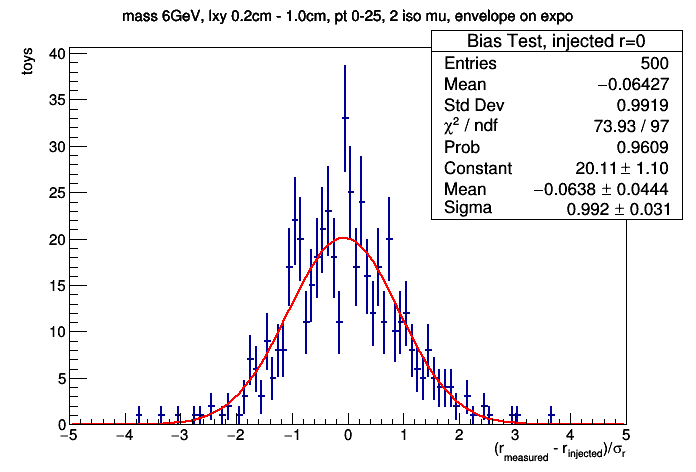 mass 6GeV, lxy 0.2cm - 1.0cm, pt 0-25, 2 iso mu, envelope on expo
Bias Test, injected r=0
Entries 500
Mean −0.06427
Std Dev 0.9919
χ² / ndf 73.93 / 97
Prob 0.9609
Constant 20.11 ± 1.10
Mean −0.0638 ± 0.0444
Sigma 0.992 ± 0.031
toys
40
35
30
25
20
15
10
5
0
−5 −4 −3 −2 −1 0 1 2 3 4 5
(r_measured - r_injected)/σ_r